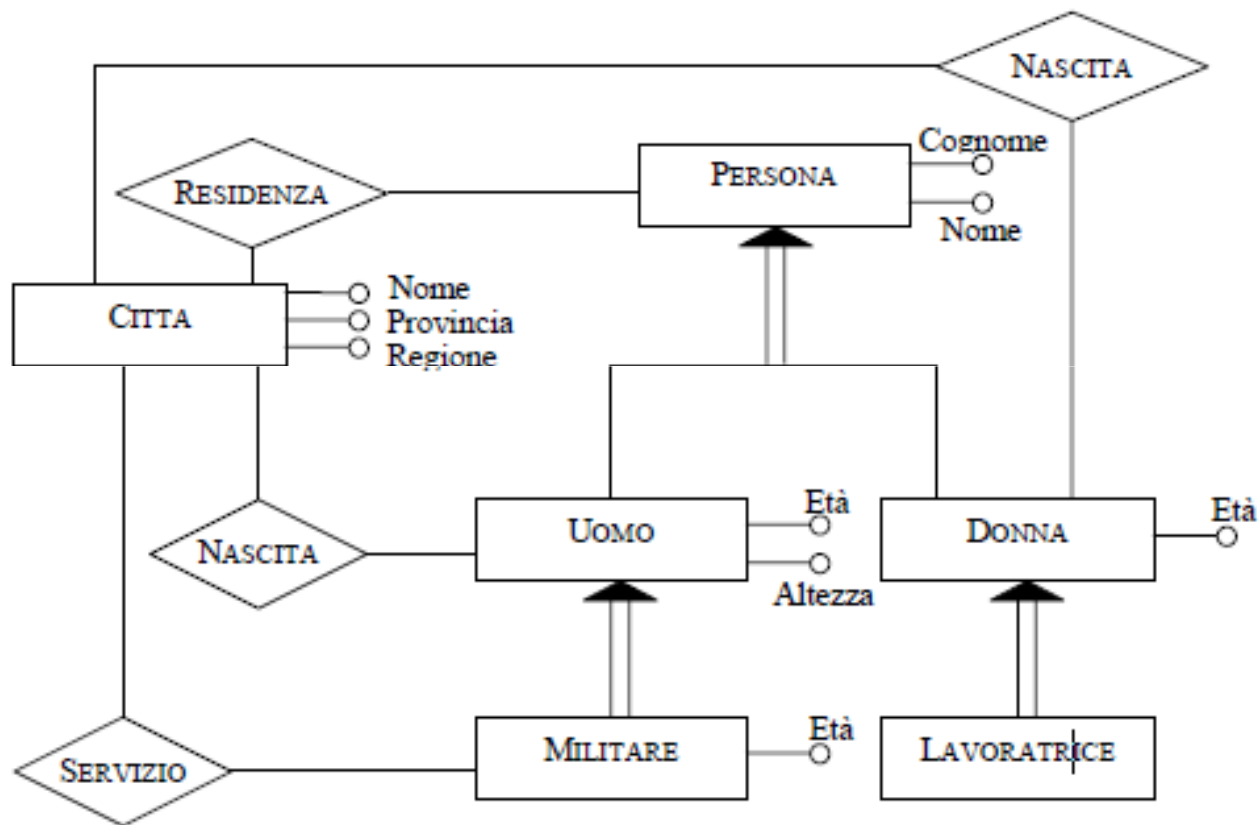 NASCITA
Cognome
PERSONA
RESIDENZA
Nome
Nome
CITTA
Provincia
Regione
Età
UOMO
DONNA
Età
NASCITA
Altezza
Età
MILITARE
LAVORATRICE
SERVIZIO